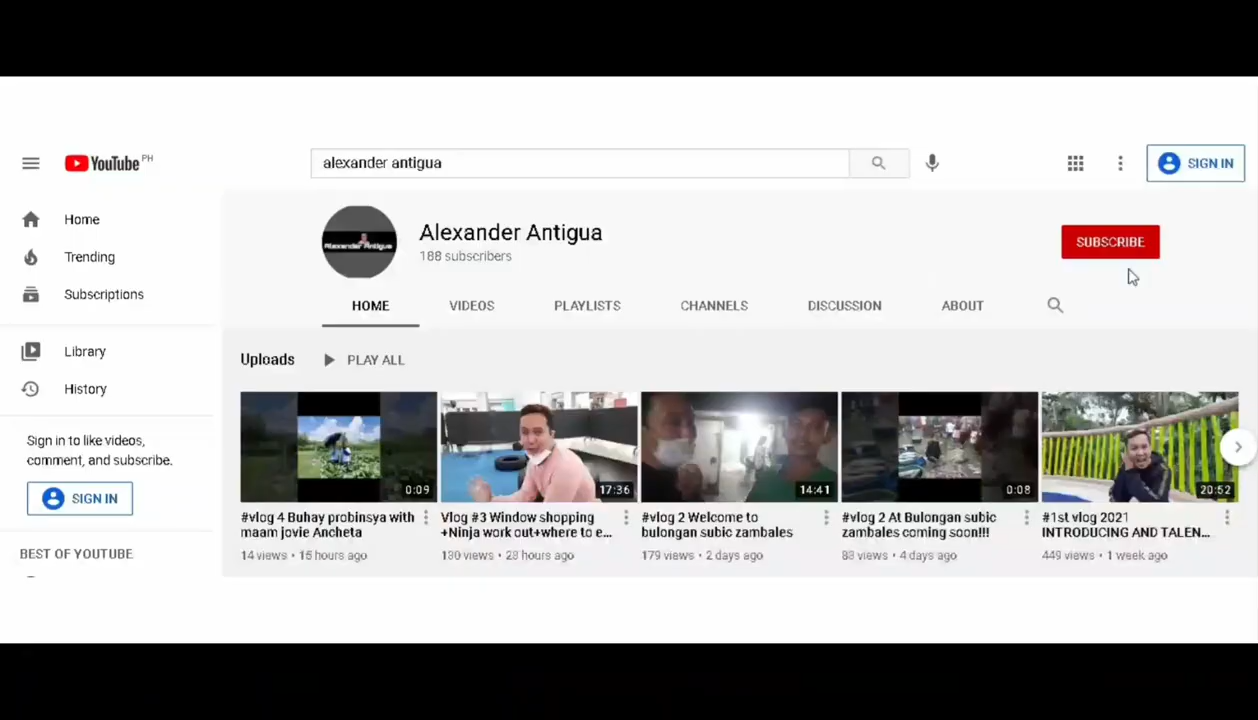 YouTube PH
alexander antigua
SIGN IN
Home
Trending
Subscriptions
Library
History
Sign in to like videos,
comment, and subscribe.
SIGN IN
BEST OF YOUTUBE
Alexander Antigua
Alexander Antigua
188 subscribers
SUBSCRIBE
HOME
VIDEOS
PLAYLISTS
CHANNELS
DISCUSSION
ABOUT
Uploads
PLAY ALL
0:09
#vlog 4 Buhay probinsya with
maam jovie Ancheta
14 views • 15 hours ago
17:36
Vlog #3 Window shopping
+Ninja work out+where to e...
130 views • 23 hours ago
14:41
#vlog 2 Welcome to
bulongan subic zambales
179 views • 2 days ago
0:08
#vlog 2 At Bulongan subic
zambales coming soon!!!
views • 4 days ago
20:52
#1st vlog 2021
INTRODUCING AND TALEN...
449 views • 1 week ago